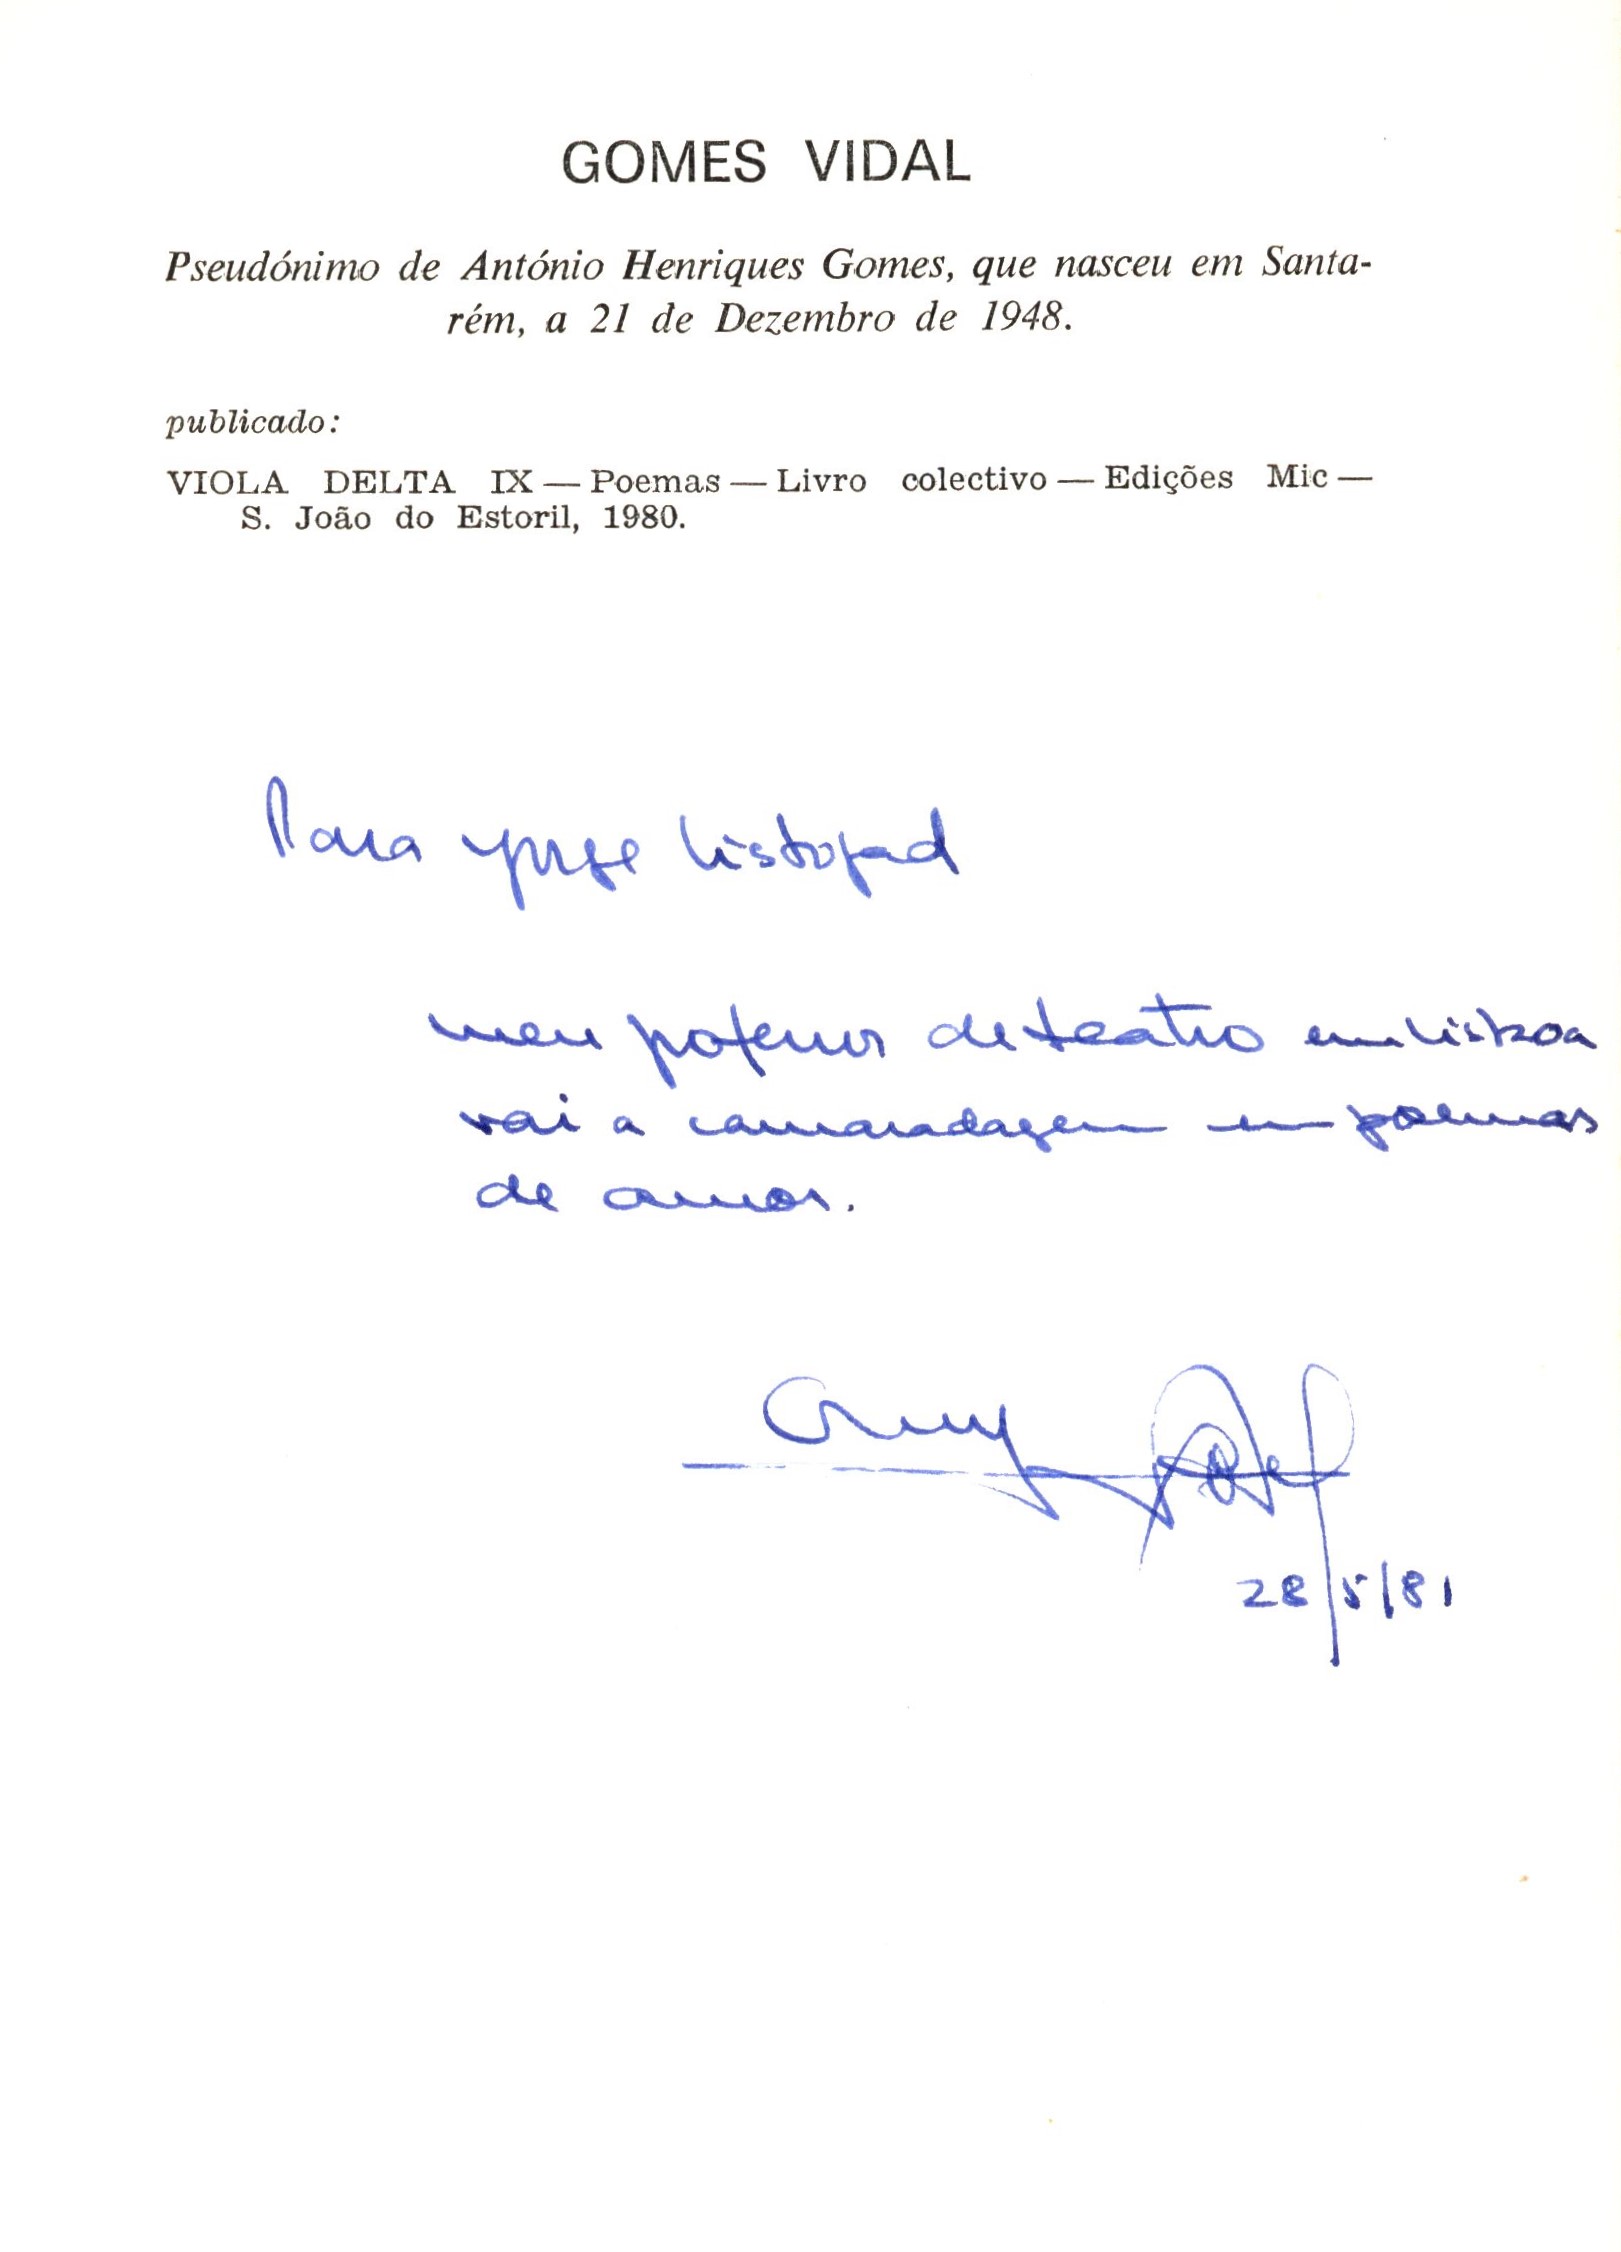 GOMES VIDAL
Pseudónimo de António Henriques Gomes, que nasceu em Santa-
rém, a 21 de Dezembro de 1948.
publicado:
VIOLA DELTA IX — Poemas — Livro colectivo — Edições Mic —
S. João do Estoril, 1980.
Para Jorge Listopad
meu professor de teatro em Lisboa
vai a camaradagem em poemas
de amor.
28/5/81